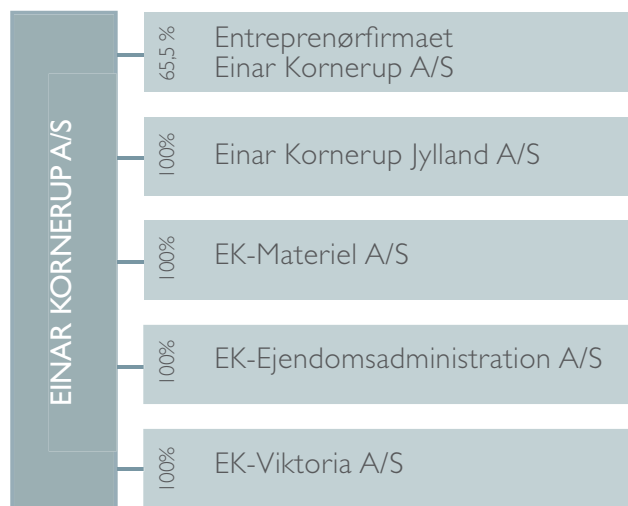 EINAR KORNERUP A/S
65,5 %
Entreprenørfirmaet
Einar Kornerup A/S
100%
Einar Kornerup Jylland A/S
100%
EK-Materiel A/S
100%
EK-Ejendomsadministration A/S
100%
EK-Viktoria A/S